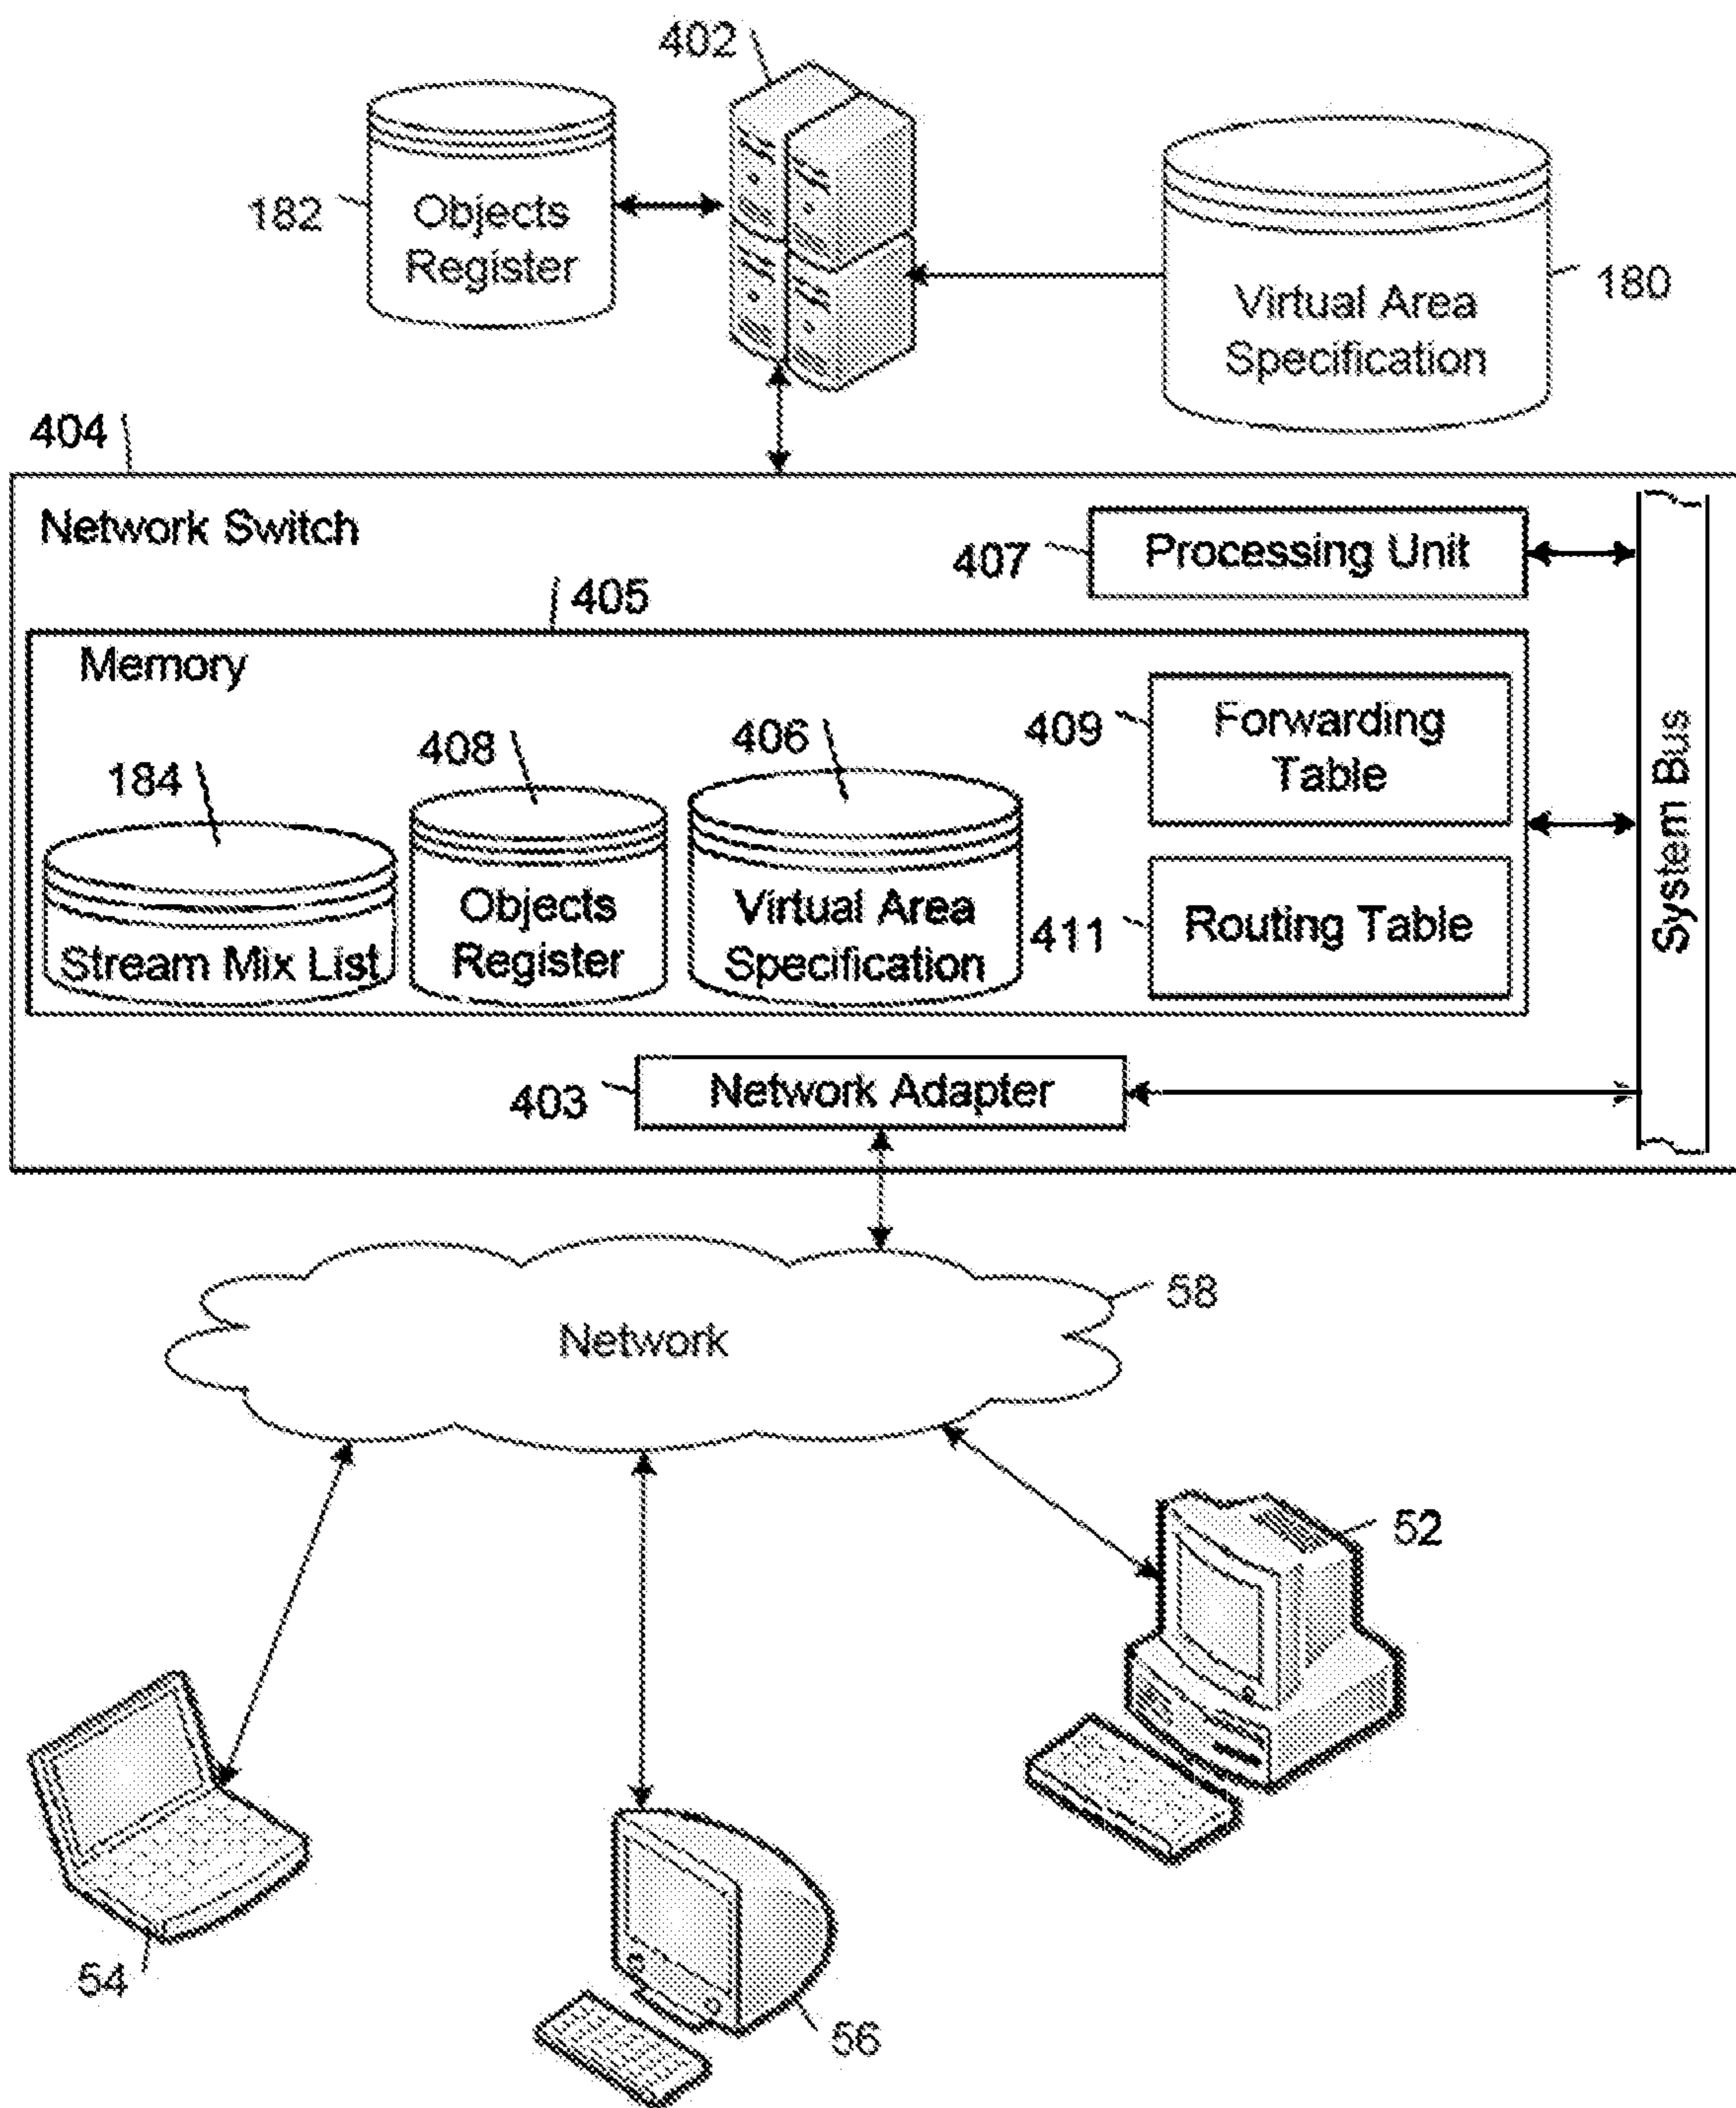 402
182
Objects
Register
Virtual Area
Specification
180
404
Network Switch
407
Processing Unit
405
Memory
184
408
406
409
Forwarding
Table
Stream Mix List
Objects
Register
Virtual Area
Specification
411
Routing Table
System Bus
403
Network Adapter
Network
58
52
54
56